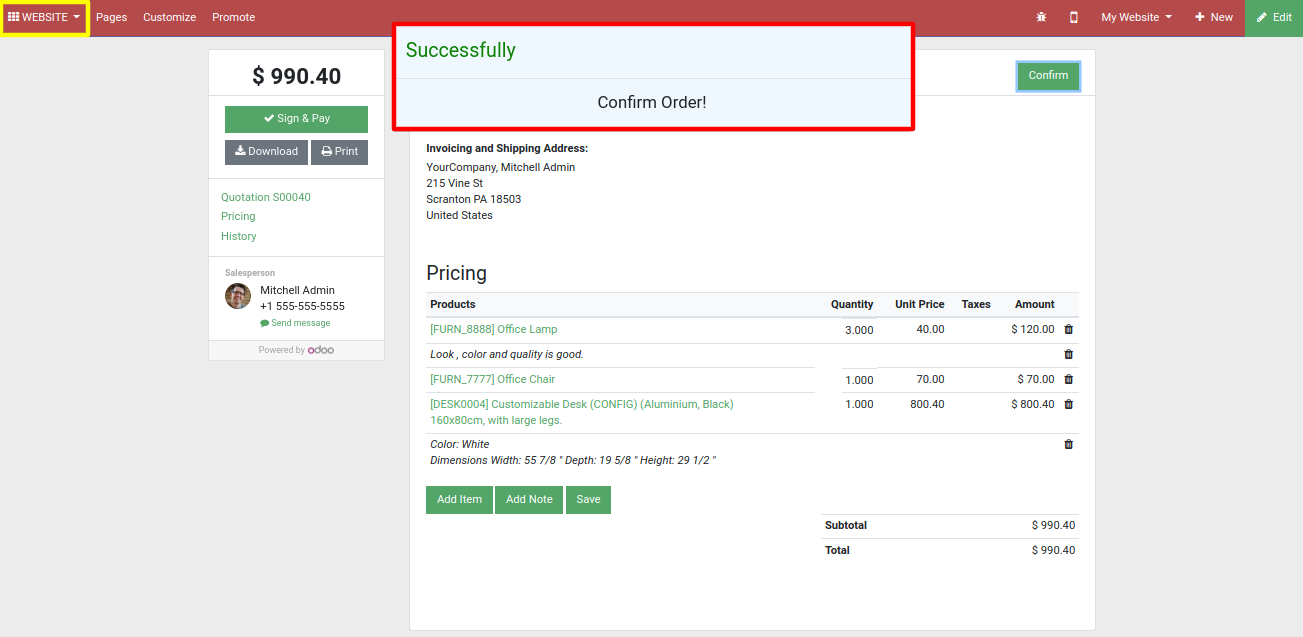 WEBSITE Pages Customize Promote My Website New Edit
$ 990.40
Sign & Pay
Download Print
Quotation S00040
Pricing
History
Salesperson
Mitchell Admin
+1 555-555-5555
Send message
Powered by odoo
Successfully
Confirm Order!
Confirm
Invoicing and Shipping Address:
YourCompany, Mitchell Admin
215 Vine St
Scranton PA 18503
United States
Pricing
Products Quantity Unit Price Taxes Amount
[FURN_8888] Office Lamp 3.000 40.00 $ 120.00
Look , color and quality is good.
[FURN_7777] Office Chair 1.000 70.00 $ 70.00
[DESK0004] Customizable Desk (CONFIG) (Aluminium, Black) 1.000 800.40 $ 800.40
160x80cm, with large legs.
Color: White
Dimensions Width: 55 7/8 " Depth: 19 5/8 " Height: 29 1/2 "
Add Item Add Note Save
Subtotal $ 990.40
Total $ 990.40